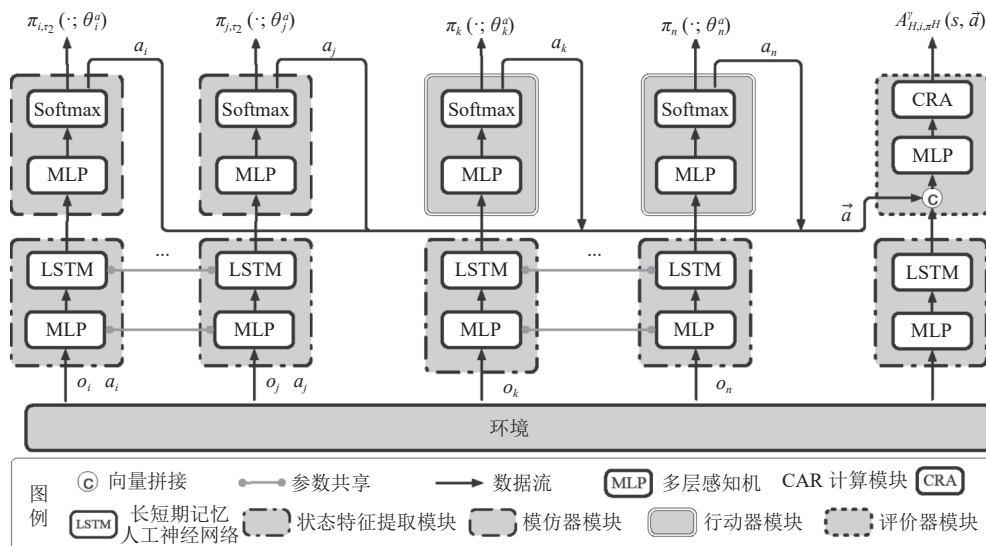 π_{i,τ_2}(·; θ_i^a) π_{j,τ_2}(·; θ_j^a) π_k(·; θ_k^a) π_n(·; θ_n^a) A^γ_{H,i,π^H}(s, \vec{a})
a_i a_j a_k a_n
Softmax Softmax Softmax Softmax CRA
MLP MLP MLP MLP MLP
\vec{a} C
... ...
LSTM LSTM LSTM LSTM LSTM
MLP MLP MLP MLP MLP
o_i a_i o_j a_j o_k o_n
环境
图例
C 向量拼接 参数共享 数据流 MLP 多层感知机 CAR 计算模块 CRA
LSTM 长短期记忆
人工神经网络 状态特征提取模块 模仿器模块 行动器模块 评价器模块